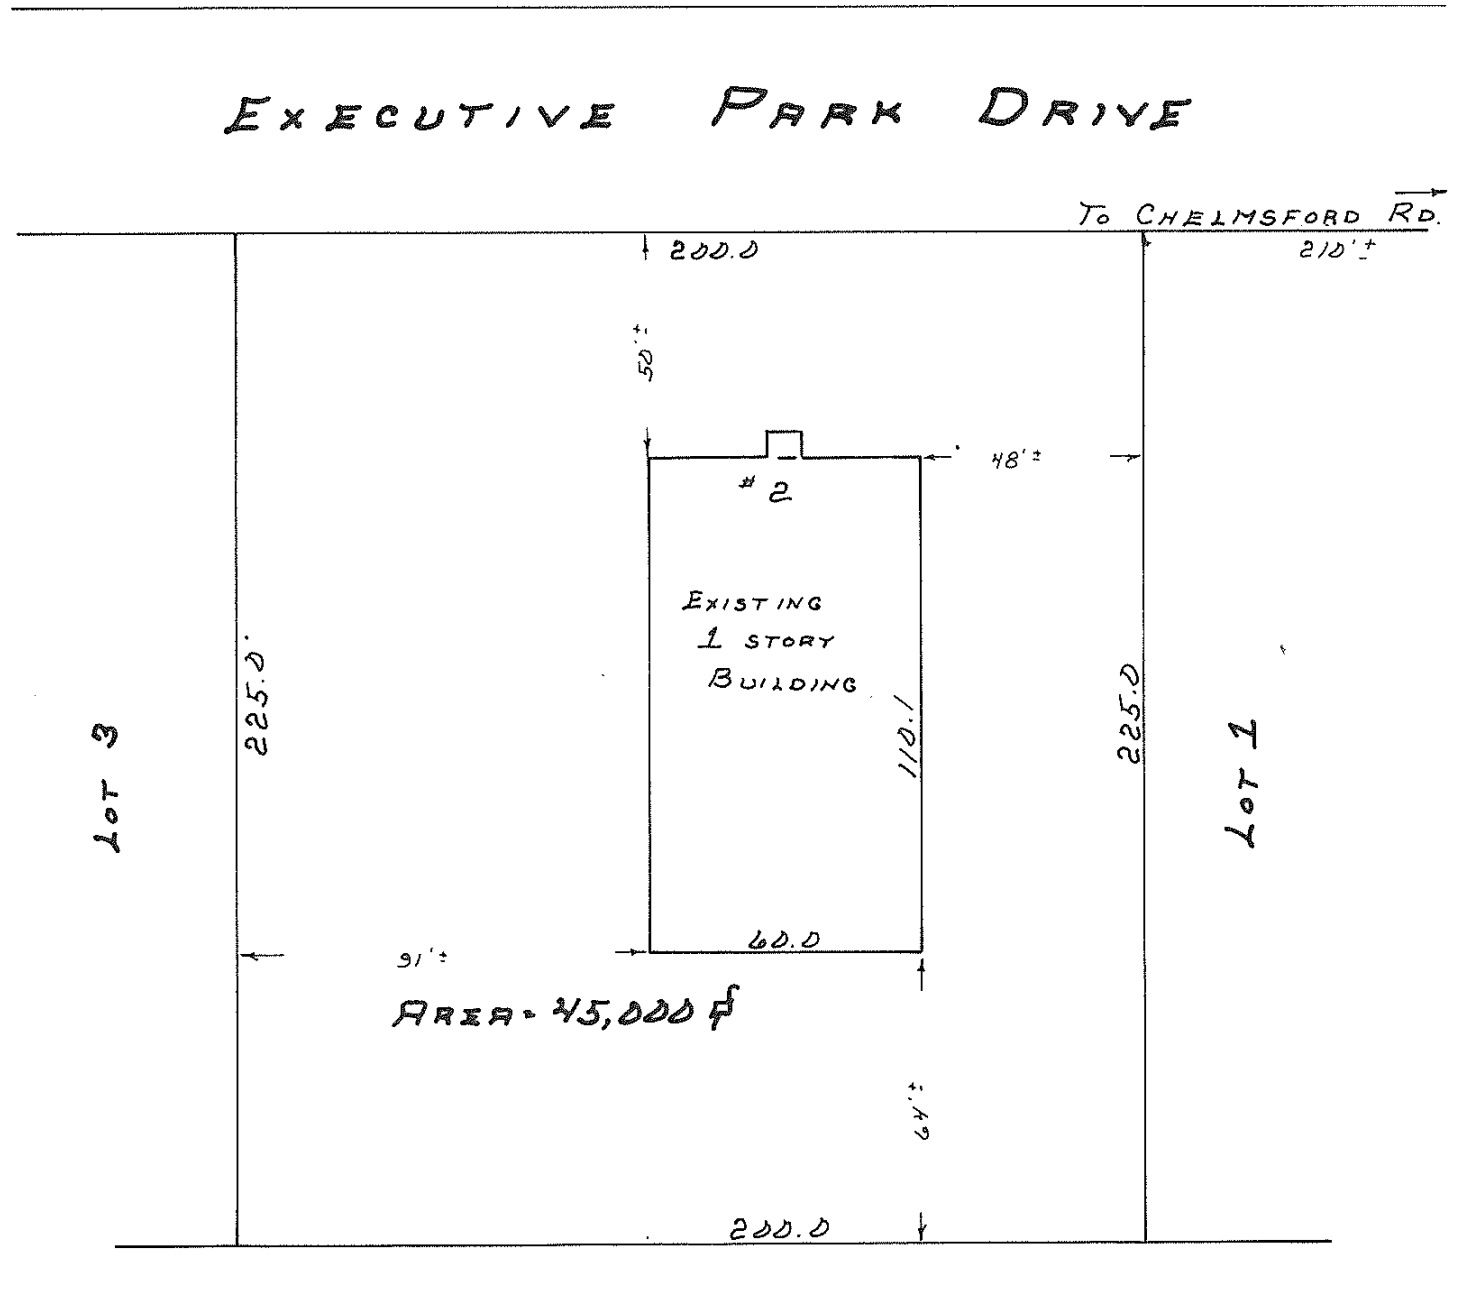 EXECUTIVE PARK DRIVE
TO CHELMSFORD RD.
200.0
210'±
50'±
48'±
# 2
EXISTING
1 STORY
BUILDING
225.0'
110.1
225.0
LOT 3
LOT 1
60.0
91'±
AREA = 45,000
64'±
200.0